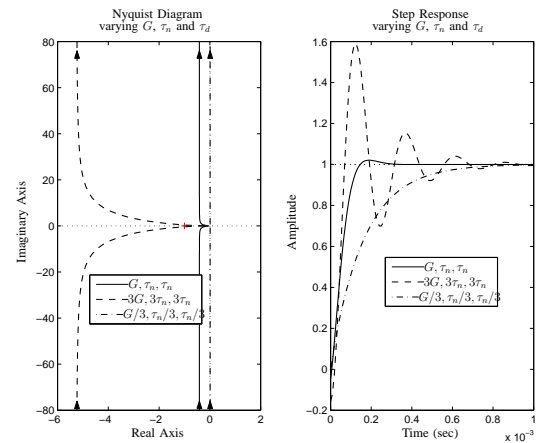 Nyquist Diagram
varying G, τn and τd
80
60
40
20
0
−20
−40
−60
−80
−6
−4
−2
0
2
Imaginary Axis
Real Axis
G, τn, τn
3G, 3τn, 3τn
G/3, τn/3, τn/3
Step Response
varying G, τn and τd
1.6
1.4
1.2
1
0.8
0.6
0.4
0.2
0
−0.2
0
0.2
0.4
0.6
0.8
1
x 10⁻³
Amplitude
Time (sec)
G, τn, τn
3G, 3τn, 3τn
G/3, τn/3, τn/3